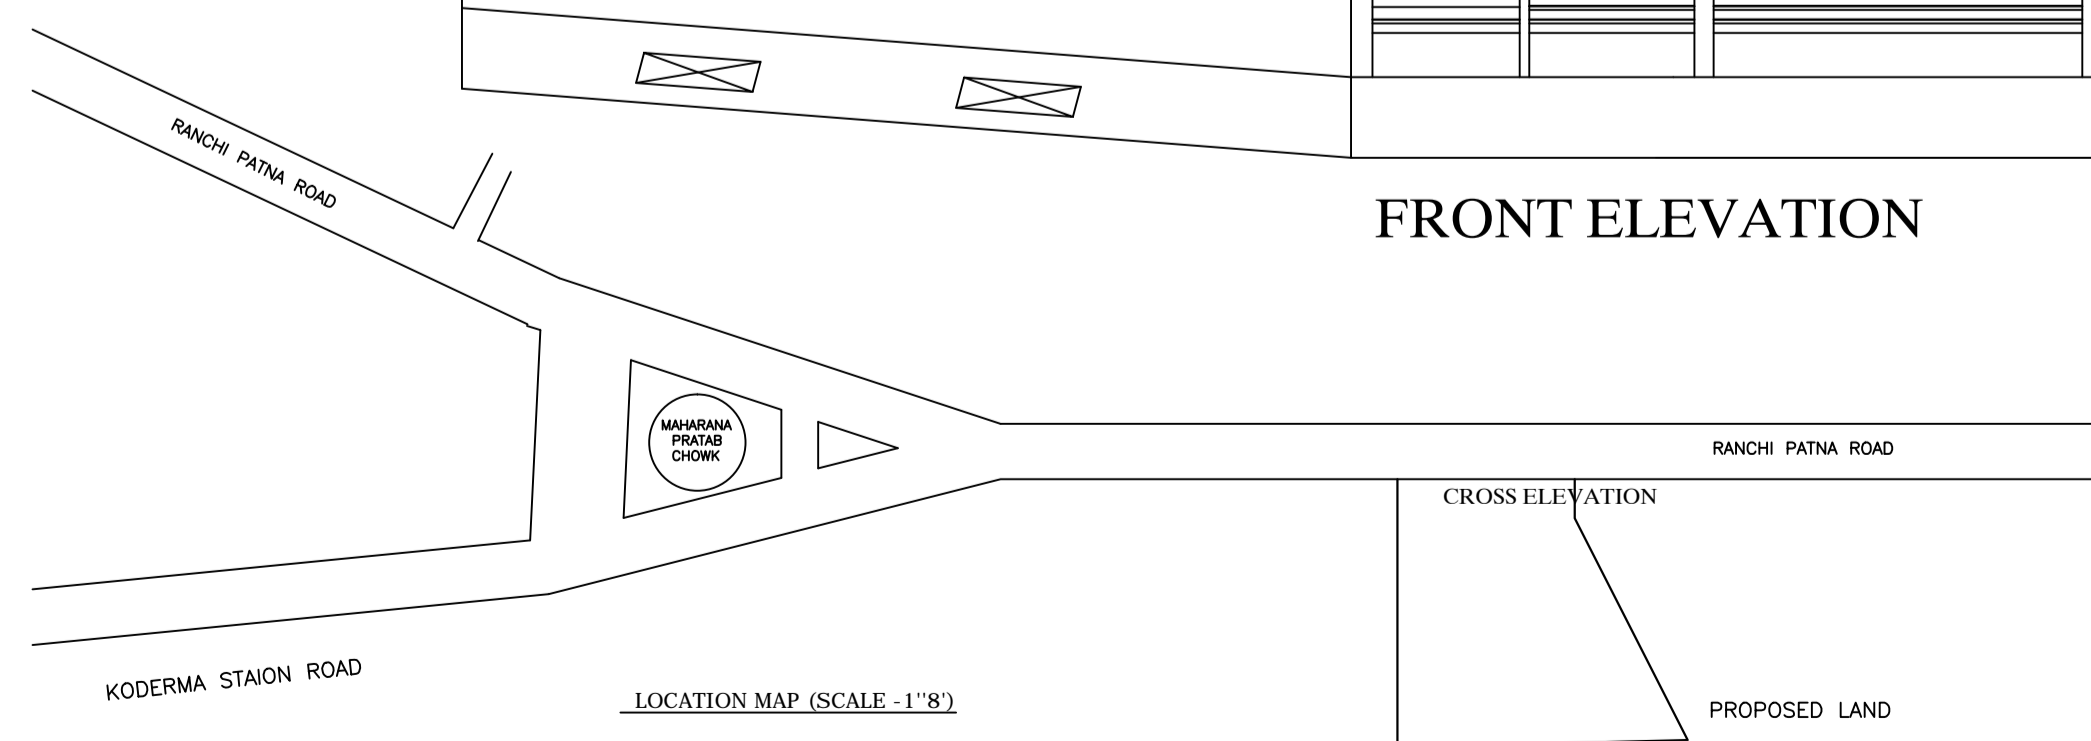 RANCHI PATNA ROAD
FRONT ELEVATION
MAHARANA
PRATAB
CHOWK
RANCHI PATNA ROAD
CROSS ELEVATION
KODERMA STAION ROAD
LOCATION MAP (SCALE -1''8')
PROPOSED LAND